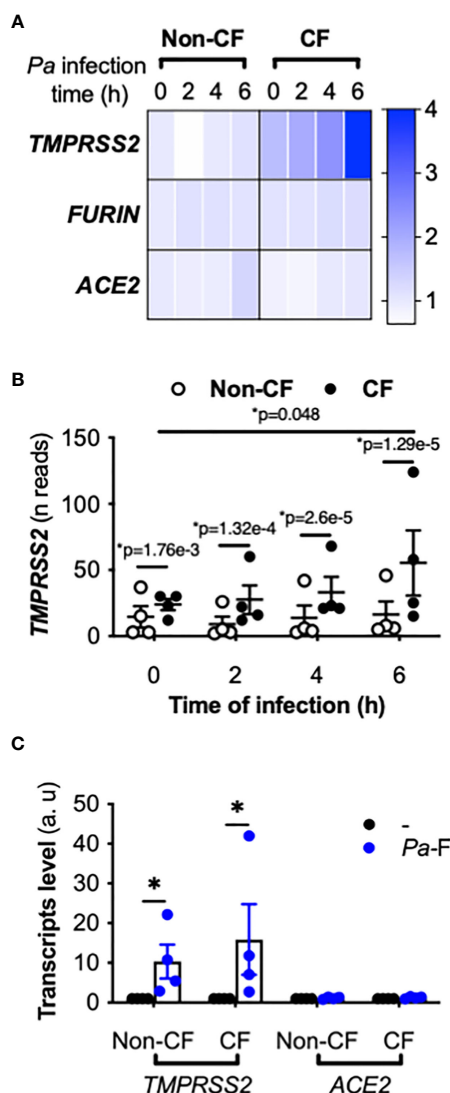 A
Non-CF CF
Pa infection
time (h) 0 2 4 6 0 2 4 6
TMPRSS2
FURIN
ACE2
4
3
2
1
B
Non-CF CF
*p=0.048
*p=1.29e-5
*p=1.32e-4
*p=2.6e-5
*p=1.76e-3
TMPRSS2 (n reads)
150
100
50
0
0 2 4 6
Time of infection (h)
C
Transcripts level (a. u)
50
40
30
20
10
0
-
Pa-F
*
*
Non-CF CF Non-CF CF
TMPRSS2 ACE2